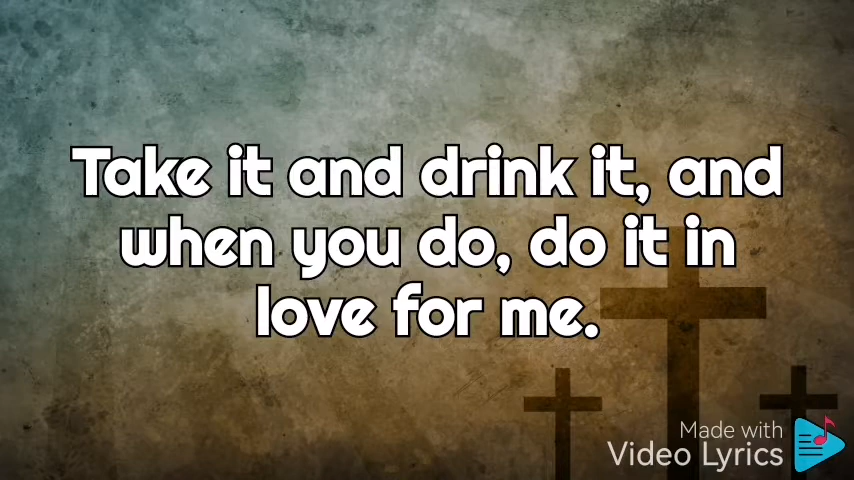 Take it and drink it, and
when you do, do it in
love for me.
Made with
Video Lyrics